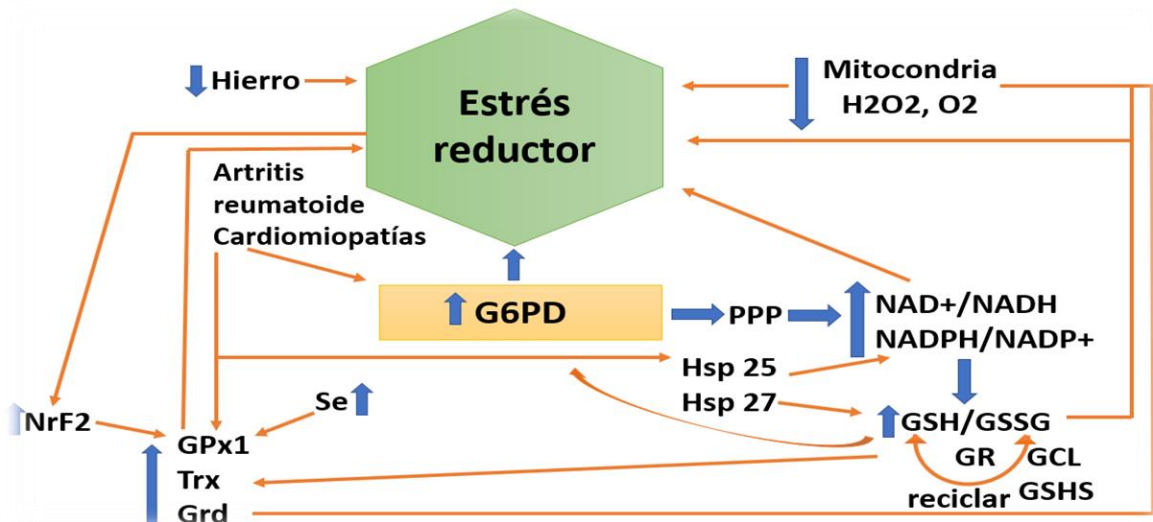 Hierro
Estrés
reductor
Mitocondria
H2O2, O2
Artritis
reumatoide
Cardiomiopatías
G6PD
PPP
NAD+/NADH
NADPH/NADP+
Hsp 25
Hsp 27
Se
NrF2
GPx1
Trx
Grd
GSH/GSSG
GR GCL
reciclar GSHS